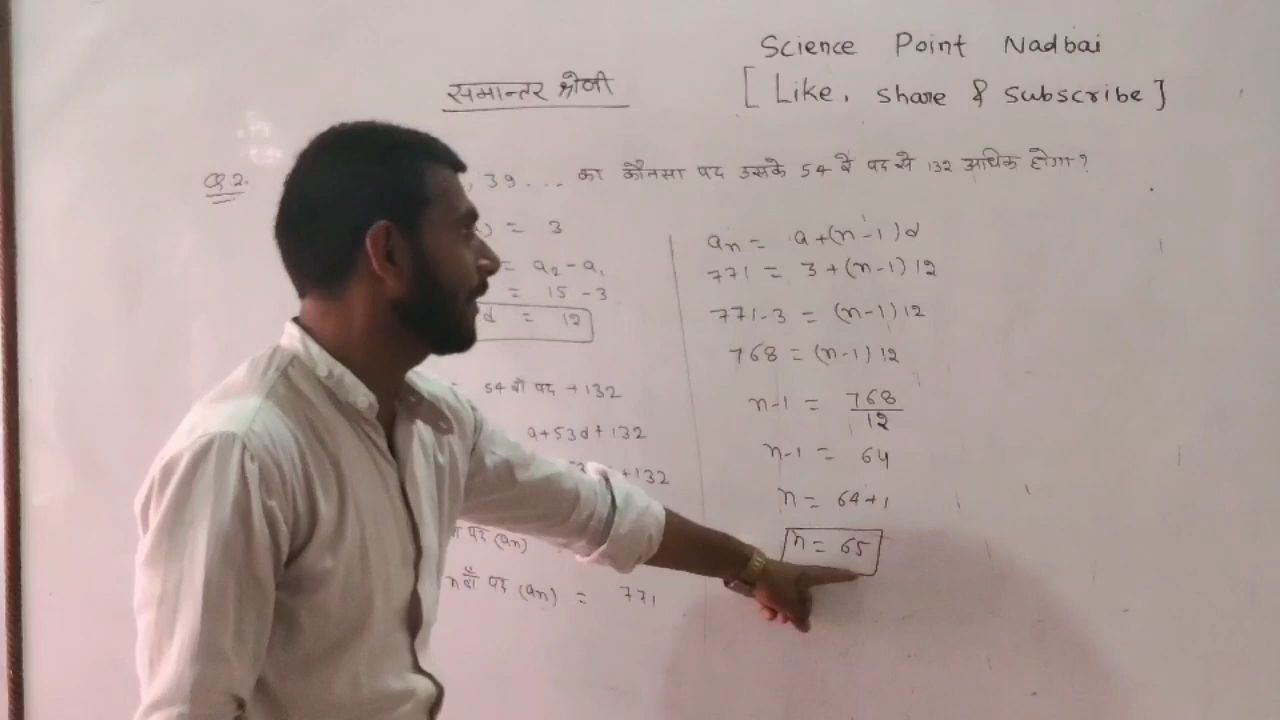 Science Point Nadbai
[Like, share & subscribe]
समान्तर श्रेणी
Q 2. , 39 ... का कौनसा पद उसके 54 वें पद से 132 अधिक होगा?
) = 3
= a₂ - a₁
= 15 - 3
d = 12
= 54 वाँ पद + 132
a + 53d + 132
+ 132
पद (an)
nवाँ पद (an) = 771
an = a + (n-1)d
771 = 3 + (n-1) 12
771 - 3 = (n-1) 12
768 = (n-1) 12
n-1 = 768/12
n-1 = 64
n = 64+1
n = 65